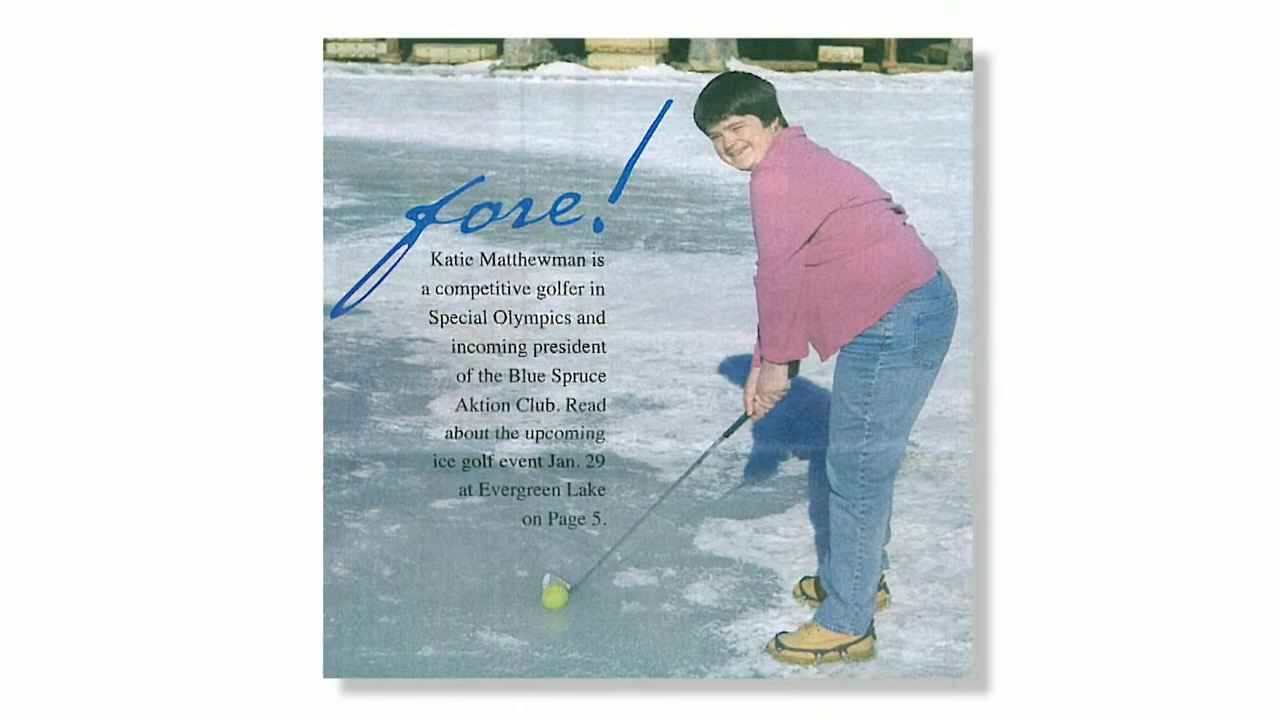 fore!
Katie Matthewman is
a competitive golfer in
Special Olympics and
incoming president
of the Blue Spruce
Aktion Club. Read
about the upcoming
ice golf event Jan. 29
at Evergreen Lake
on Page 5.